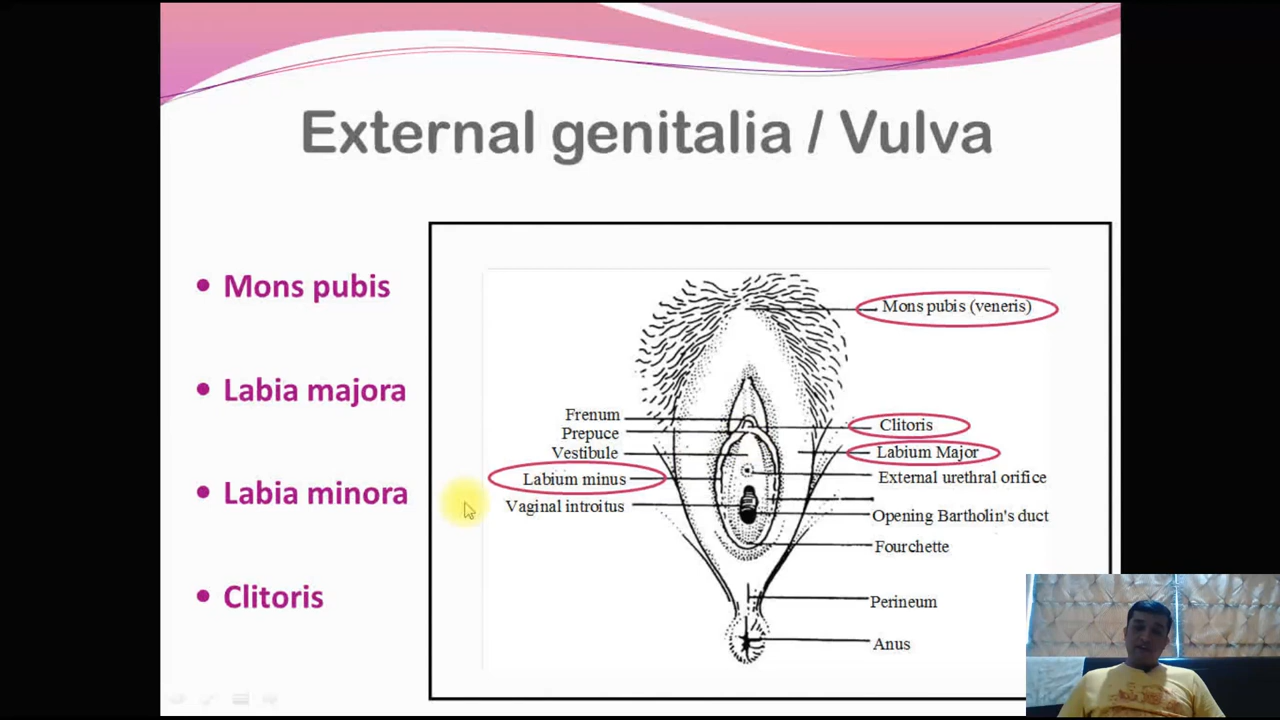 External genitalia / Vulva
• Mons pubis
• Labia majora
• Labia minora
• Clitoris
Mons pubis (veneris)
Frenum
Prepuce
Vestibule
Labium minus
Vaginal introitus
Clitoris
Labium Major
External urethral orifice
Opening Bartholin's duct
Fourchette
Perineum
Anus